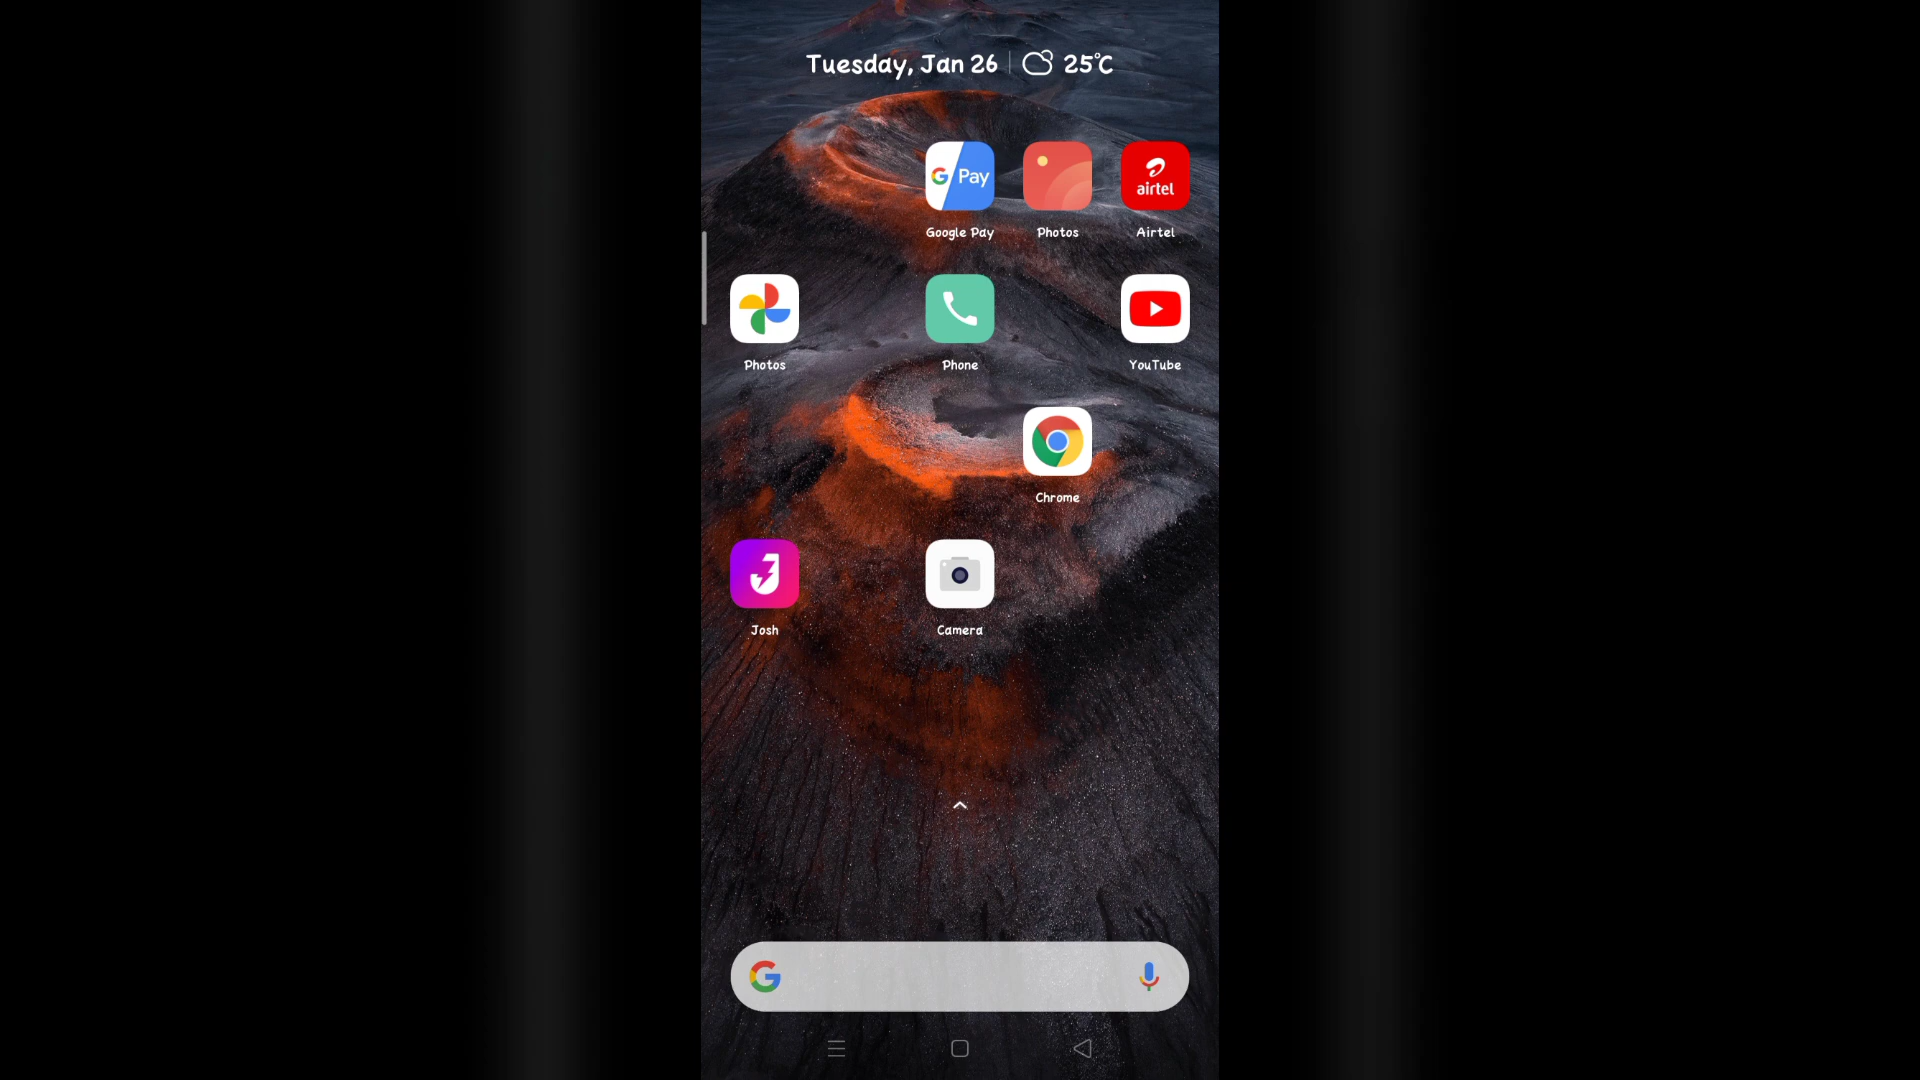 Tuesday, Jan 26 25°C
G Pay
airtel
Google Pay Photos Airtel
Photos Phone YouTube
Chrome
Josh Camera